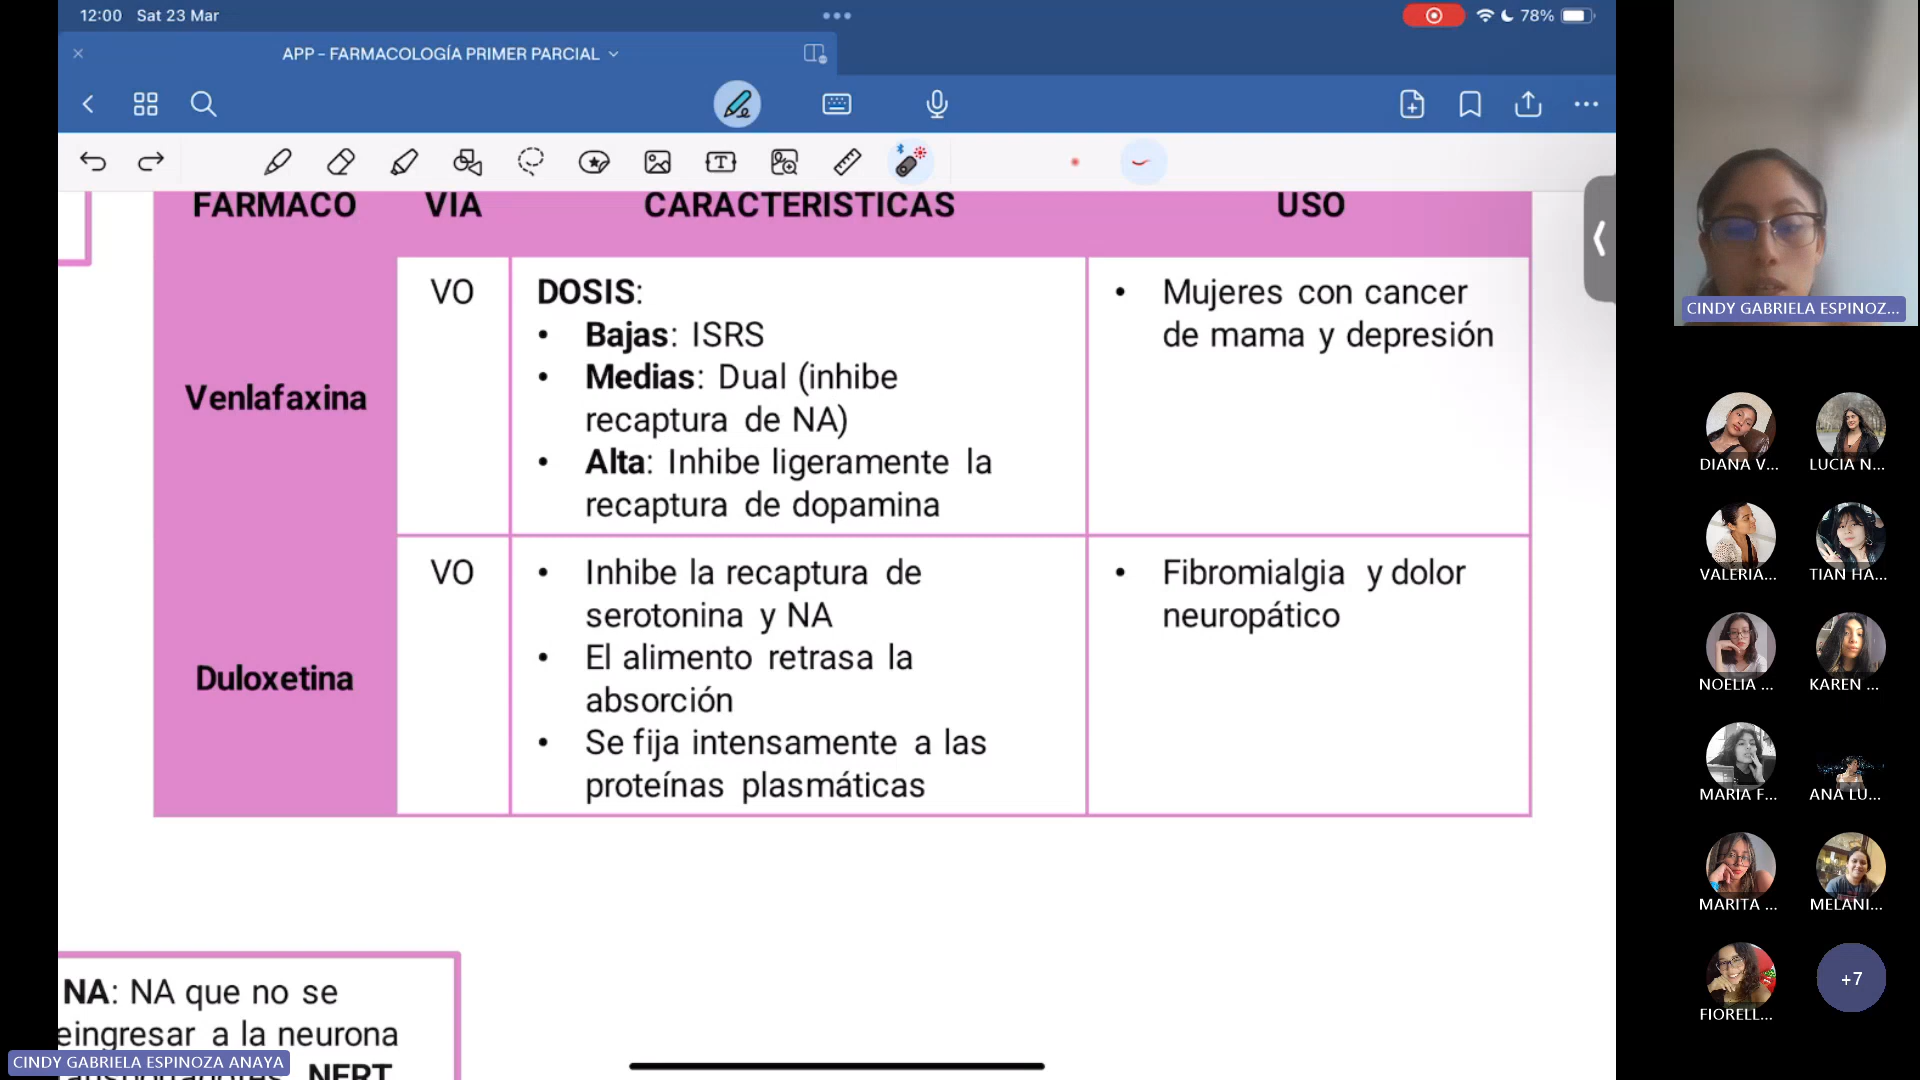 12:00 Sat 23 Mar
78%
APP - FARMACOLOGÍA PRIMER PARCIAL
FARMACO VIA CARACTERISTICAS USO
Venlafaxina
VO
DOSIS:
• Bajas: ISRS
• Medias: Dual (inhibe
recaptura de NA)
• Alta: Inhibe ligeramente la
recaptura de dopamina
• Mujeres con cancer
de mama y depresión
Duloxetina
VO
• Inhibe la recaptura de
serotonina y NA
• El alimento retrasa la
absorción
• Se fija intensamente a las
proteínas plasmáticas
• Fibromialgia y dolor
neuropático
NA: NA que no se
eingresar a la neurona
NERT
CINDY GABRIELA ESPINOZA ANAYA
CINDY GABRIELA ESPINOZ...
DIANA V...
LUCIA N...
VALERIA...
TIAN HA...
NOELIA ...
KAREN ...
MARIA F...
ANA LU...
MARITA ...
MELANI...
FIORELL...
+7